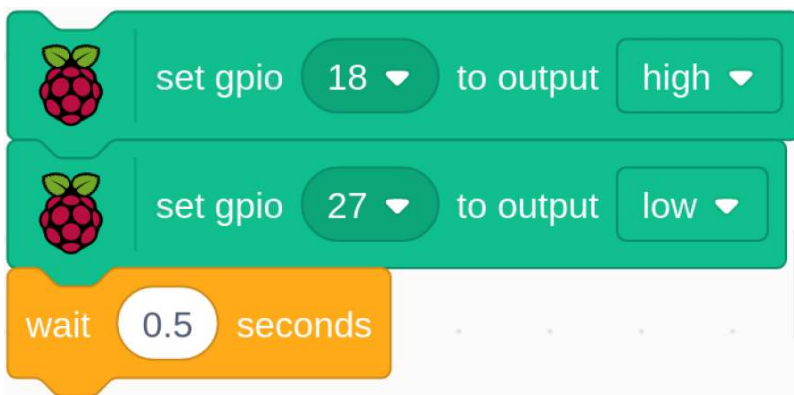 set gpio 18 to output high
set gpio 27 to output low
wait 0.5 seconds